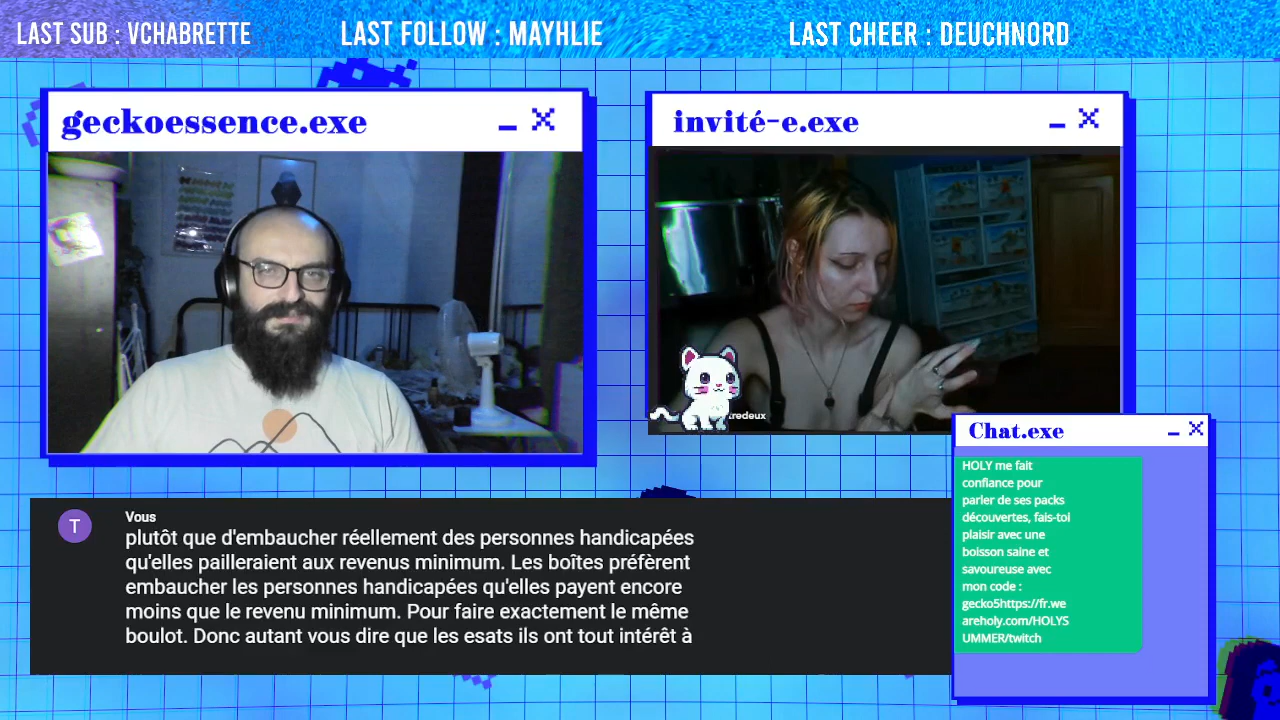 LAST SUB : VCHABRETTE
LAST FOLLOW : MAYHLIE
LAST CHEER : DEUCHNORD
geckoessence.exe
invité-e.exe
tredeux
Chat.exe
HOLY me fait
confiance pour
parler de ses packs
découvertes, fais-toi
plaisir avec une
boisson saine et
savoureuse avec
mon code :
gecko5https://fr.we
areholy.com/HOLYS
UMMER/twitch
T
Vous
plutôt que d'embaucher réellement des personnes handicapées
qu'elles pailleraient aux revenus minimum. Les boîtes préfèrent
embaucher les personnes handicapées qu'elles payent encore
moins que le revenu minimum. Pour faire exactement le même
boulot. Donc autant vous dire que les esats ils ont tout intérêt à